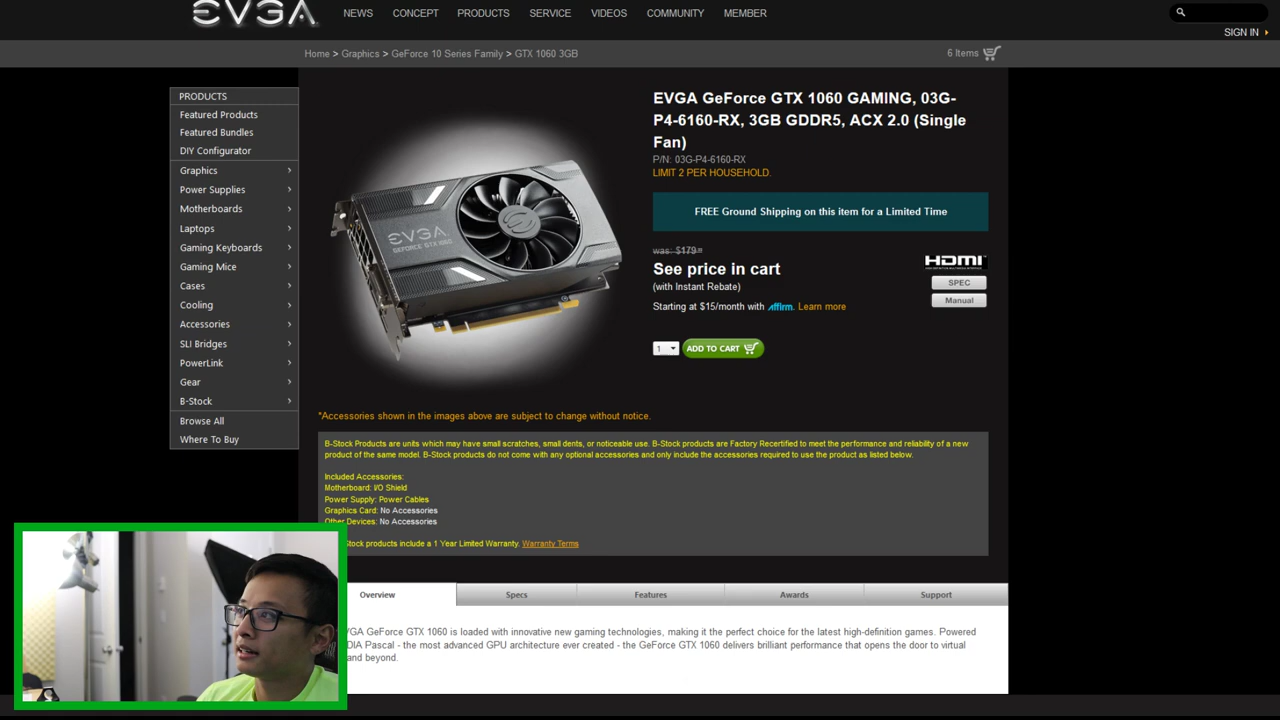 EVGA
NEWS CONCEPT PRODUCTS SERVICE VIDEOS COMMUNITY MEMBER
SIGN IN
Home > Graphics > GeForce 10 Series Family > GTX 1060 3GB
6 Items
PRODUCTS
Featured Products
Featured Bundles
DIY Configurator
Graphics
Power Supplies
Motherboards
Laptops
Gaming Keyboards
Gaming Mice
Cases
Cooling
Accessories
SLI Bridges
PowerLink
Gear
B-Stock
Browse All
Where To Buy
EVGA
GEFORCE GTX 1060
EVGA GeForce GTX 1060 GAMING, 03G-
P4-6160-RX, 3GB GDDR5, ACX 2.0 (Single
Fan)
P/N: 03G-P4-6160-RX
LIMIT 2 PER HOUSEHOLD.
FREE Ground Shipping on this item for a Limited Time
was: $179
See price in cart
(with Instant Rebate)
Starting at $15/month with affirm. Learn more
HDMI
SPEC
Manual
1
ADD TO CART
*Accessories shown in the images above are subject to change without notice.
B-Stock Products are units which may have small scratches, small dents, or noticeable use. B-Stock products are Factory Recertified to meet the performance and reliability of a new
product of the same model. B-Stock products do not come with any optional accessories and only include the accessories required to use the product as listed below.
Included Accessories:
Motherboard: I/O Shield
Power Supply: Power Cables
Graphics Card: No Accessories
Other Devices: No Accessories
Stock products include a 1 Year Limited Warranty. Warranty Terms
Overview Specs Features Awards Support
VGA GeForce GTX 1060 is loaded with innovative new gaming technologies, making it the perfect choice for the latest high-definition games. Powered
DIA Pascal - the most advanced GPU architecture ever created - the GeForce GTX 1060 delivers brilliant performance that opens the door to virtual
and beyond.